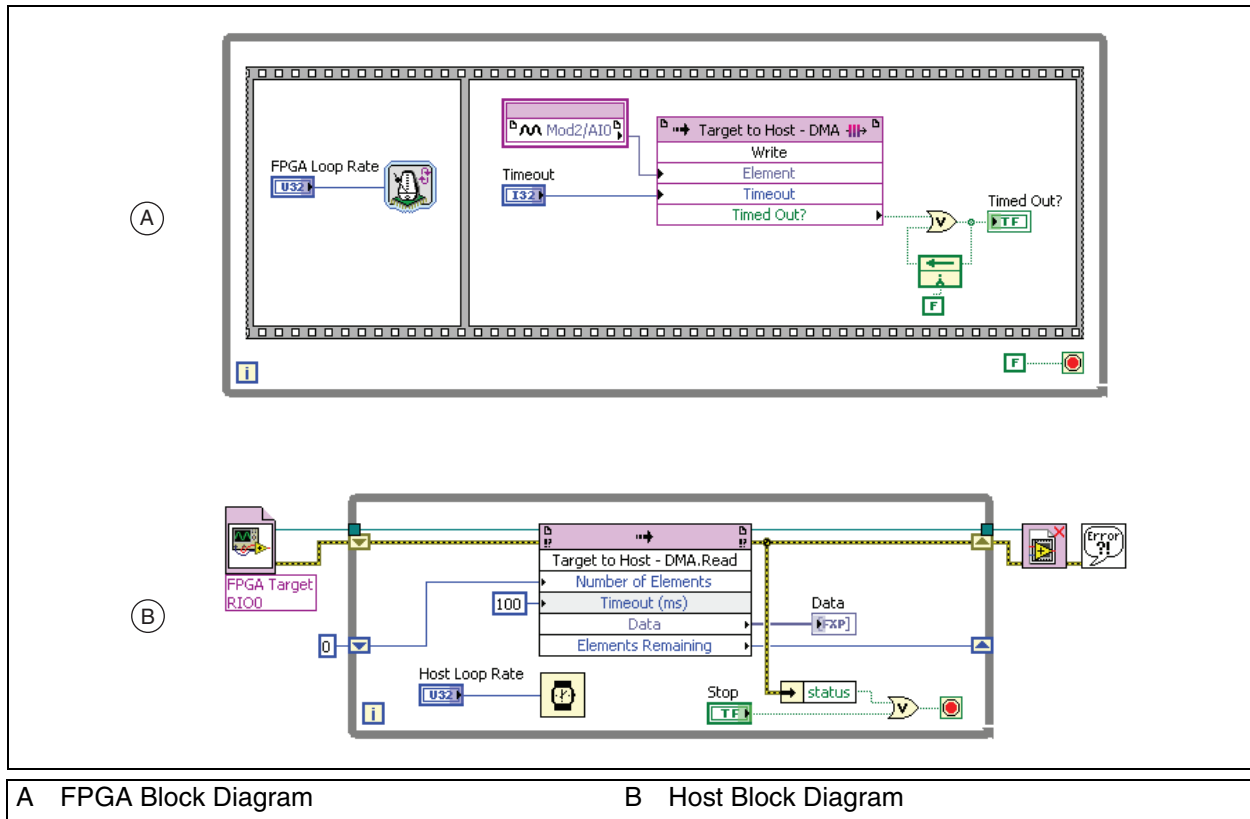 Mod2/AI0
Target to Host - DMA
Write
Element
Timeout
Timed Out?
FPGA Loop Rate
U32
Timeout
I32
Timed Out?
TF
V
F
A
i
F
FPGA Target
RIO0
Target to Host - DMA.Read
Number of Elements
Timeout (ms)
Data
Elements Remaining
100
0
Data
FXP]
Error
?!
B
Host Loop Rate
U32
Stop
TF
status
V
i
A FPGA Block Diagram B Host Block Diagram